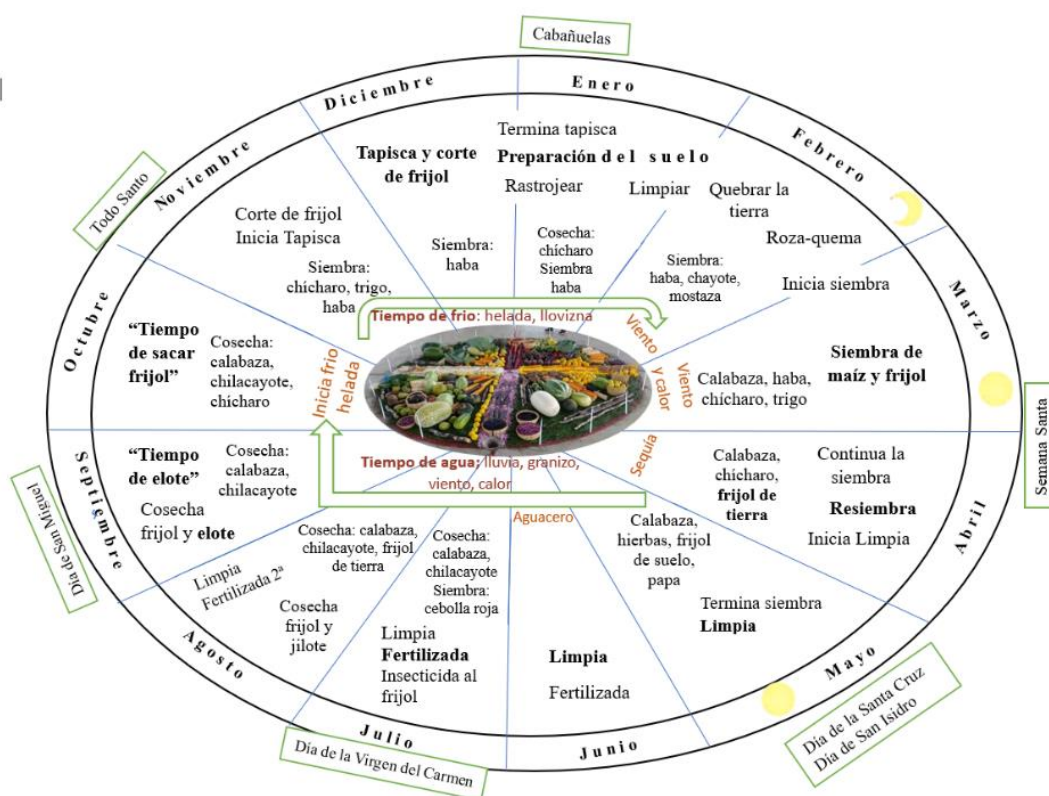 Cabañuelas
Enero
Termina tapisca
Preparación del suelo
Rastrojear
Limpiar
Cosecha:
chícharo
Siembra
haba
Febrero
Quebrar la
tierra
Roza-quema
Siembra:
haba, chayote,
mostaza
Marzo
Inicia siembra
Siembra de
maíz y frijol
Calabaza, haba,
chícharo, trigo
Semana Santa
Abril
Continua la
siembra
Resiembra
Inicia Limpia
Calabaza,
chícharo,
frijol de
tierra
Mayo
Termina siembra
Limpia
Calabaza,
hierbas, frijol
de suelo,
papa
Día de la Santa Cruz
Día de San Isidro
Junio
Limpia
Fertilizada
Julio
Cosecha:
calabaza,
chilacayote
Siembra:
cebolla roja
Limpia
Fertilizada
Insecticida al
frijol
Día de la Virgen del Carmen
Agosto
Cosecha: calabaza,
chilacayote, frijol
de tierra
Limpia
Fertilizada 2ª
Cosecha
frijol y
jilote
Septiembre
“Tiempo
de elote”
Cosecha:
calabaza,
chilacayote
Cosecha
frijol y elote
Día de San Miguel
Octubre
“Tiempo
de sacar
frijol”
Cosecha:
calabaza,
chilacayote,
chícharo
Noviembre
Corte de frijol
Inicia Tapisca
Siembra:
chícharo, trigo,
haba
Todo Santo
Diciembre
Tapisca y corte
de frijol
Siembra:
haba
Tiempo de frio: helada, llovizna
Viento
y calor
Viento
Sequía
Aguacero
Tiempo de agua: lluvia, granizo,
viento, calor
Inicia frio
helada